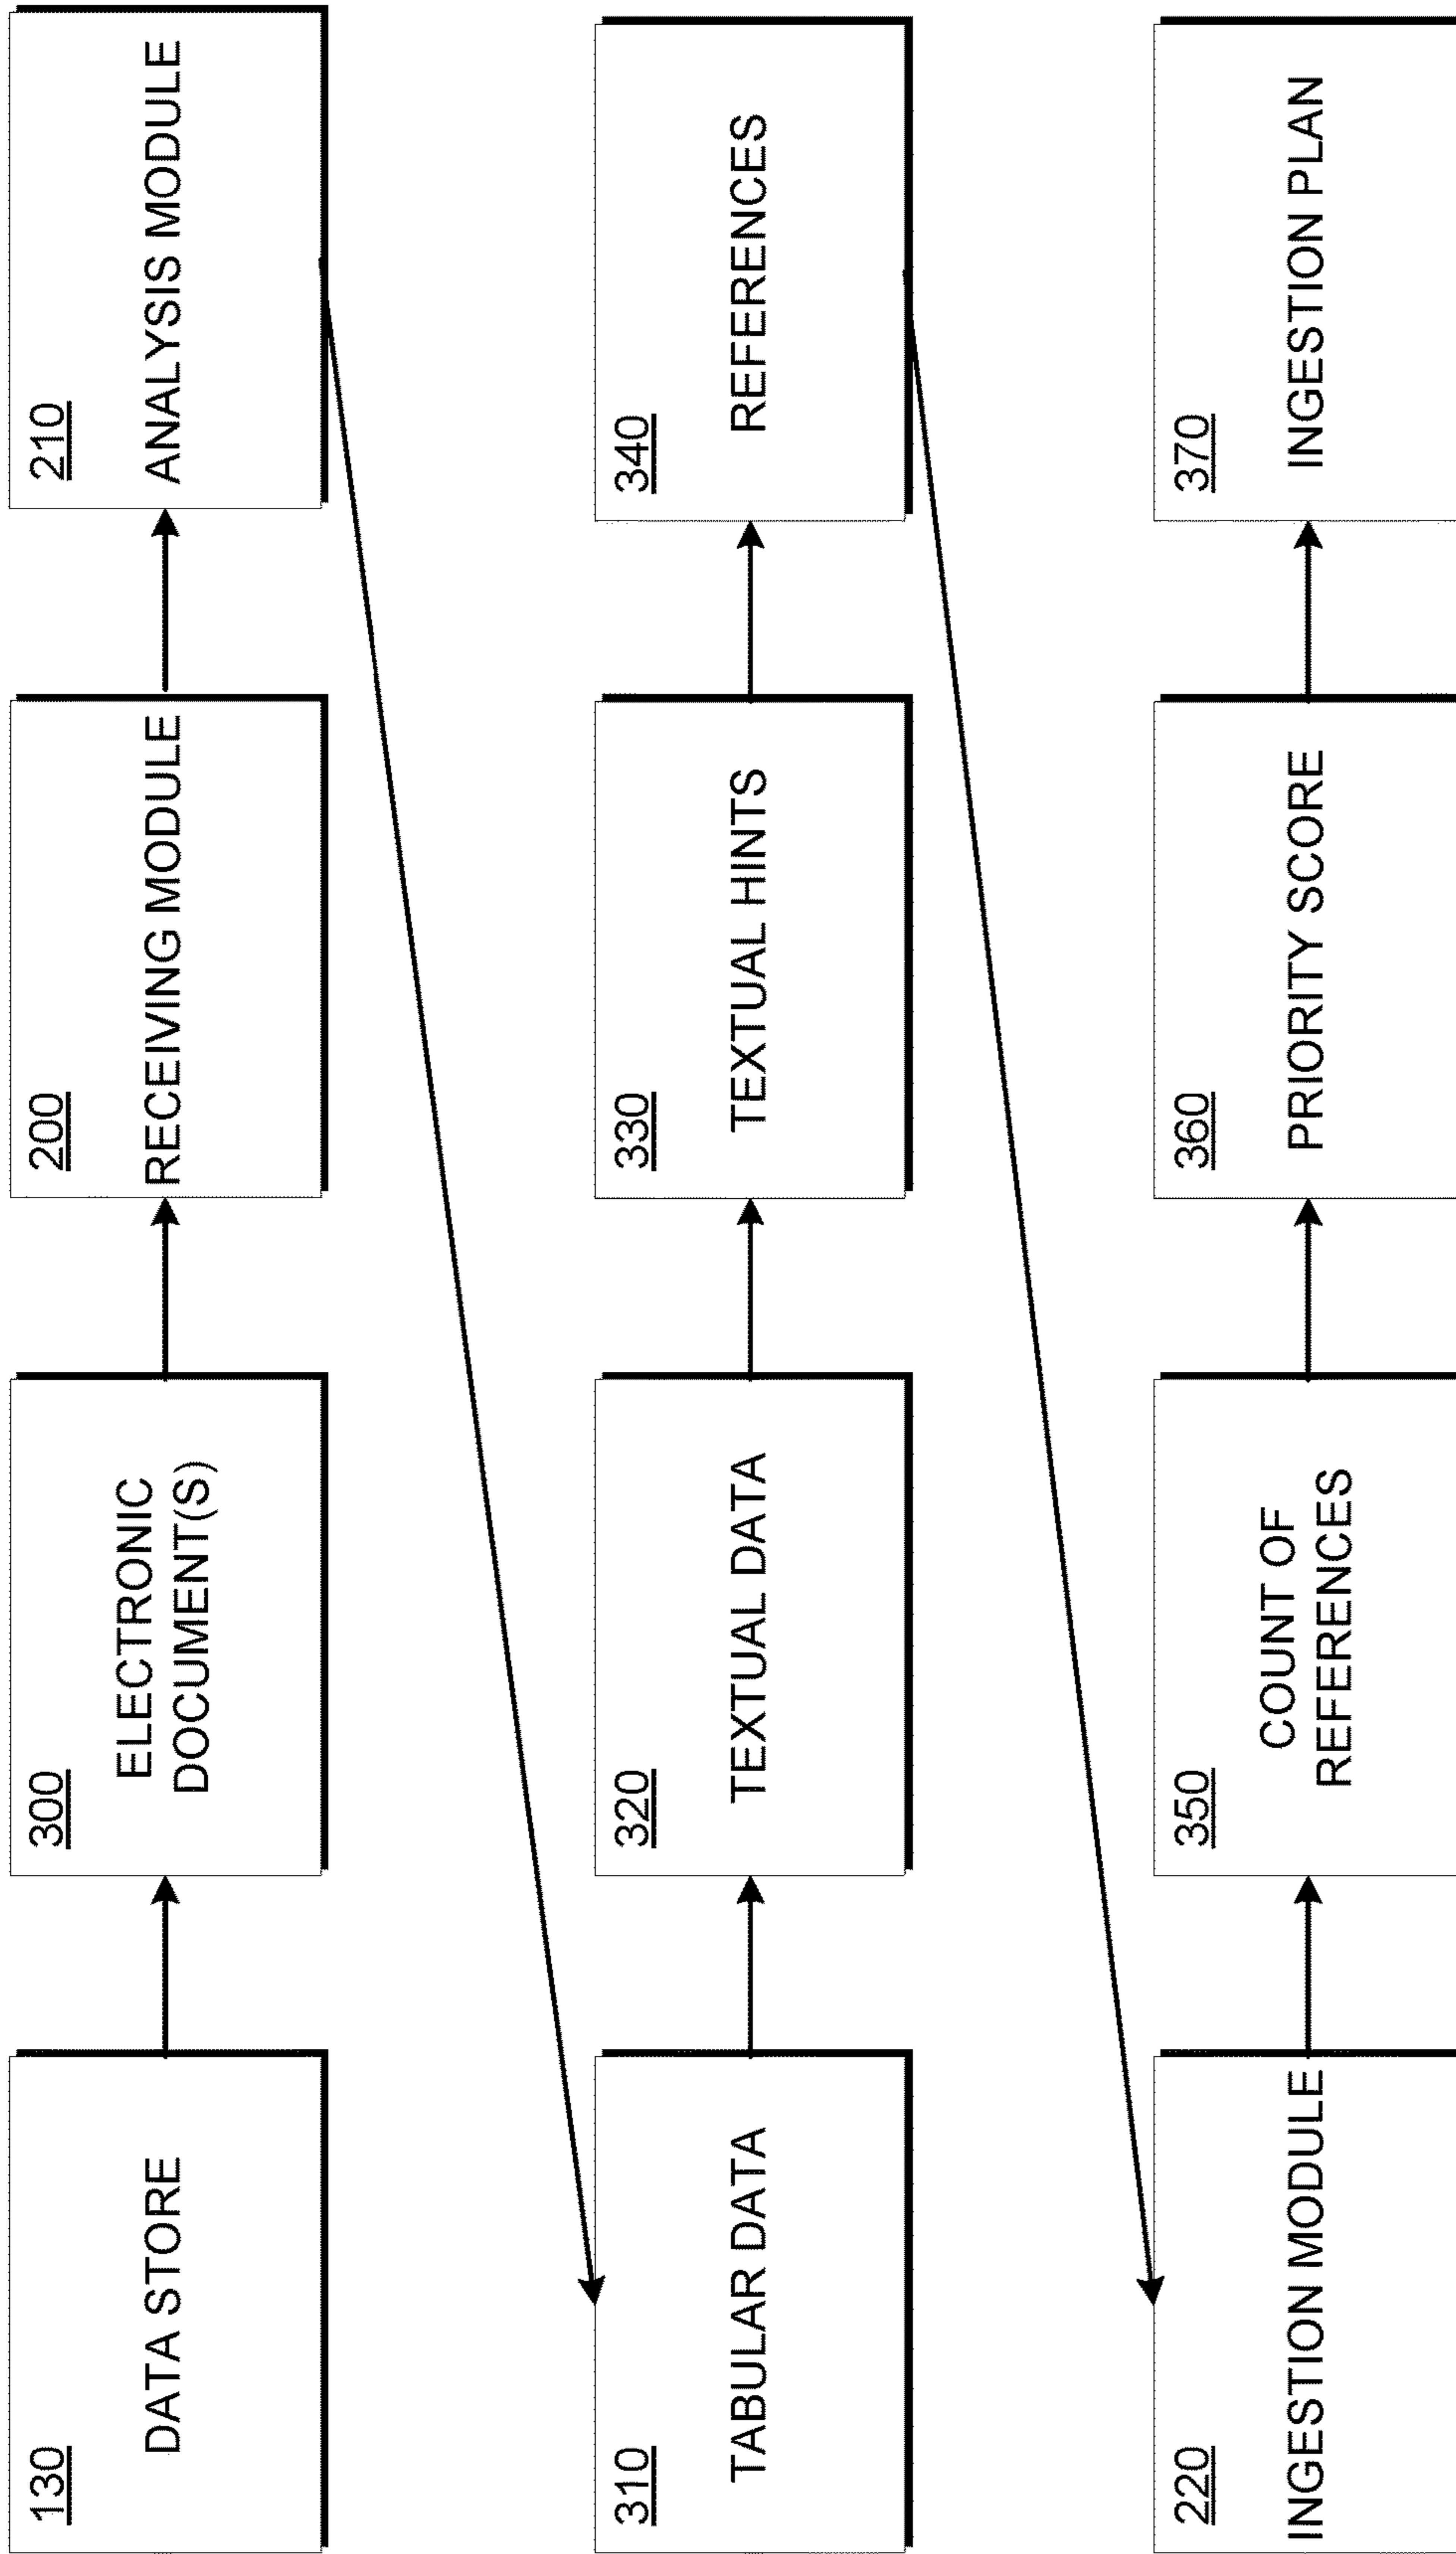 130
DATA STORE
300
ELECTRONIC
DOCUMENT(S)
200
RECEIVING MODULE
210
ANALYSIS MODULE
310
TABULAR DATA
320
TEXTUAL DATA
330
TEXTUAL HINTS
340
REFERENCES
220
INGESTION MODULE
350
COUNT OF
REFERENCES
360
PRIORITY SCORE
370
INGESTION PLAN